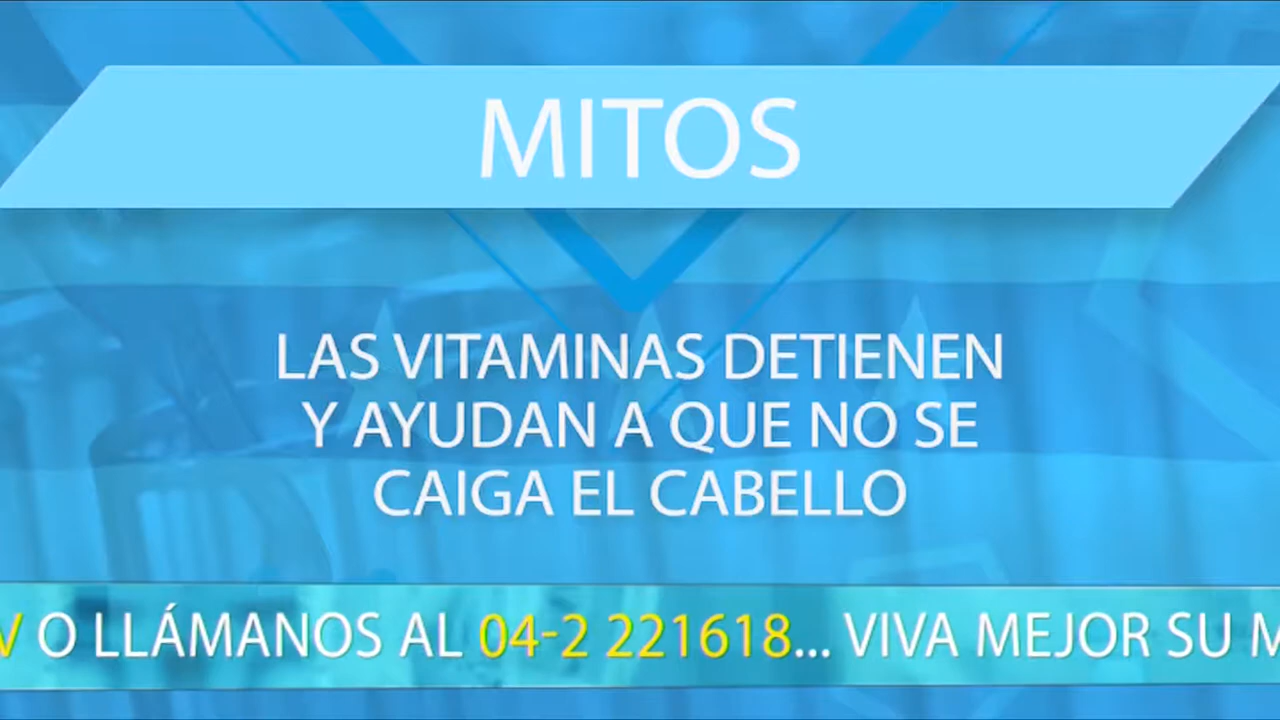 MITOS
LAS VITAMINAS DETIENEN
Y AYUDAN A QUE NO SE
CAIGA EL CABELLO
V O LLÁMANOS AL 04-2 221618... VIVA MEJOR SU M